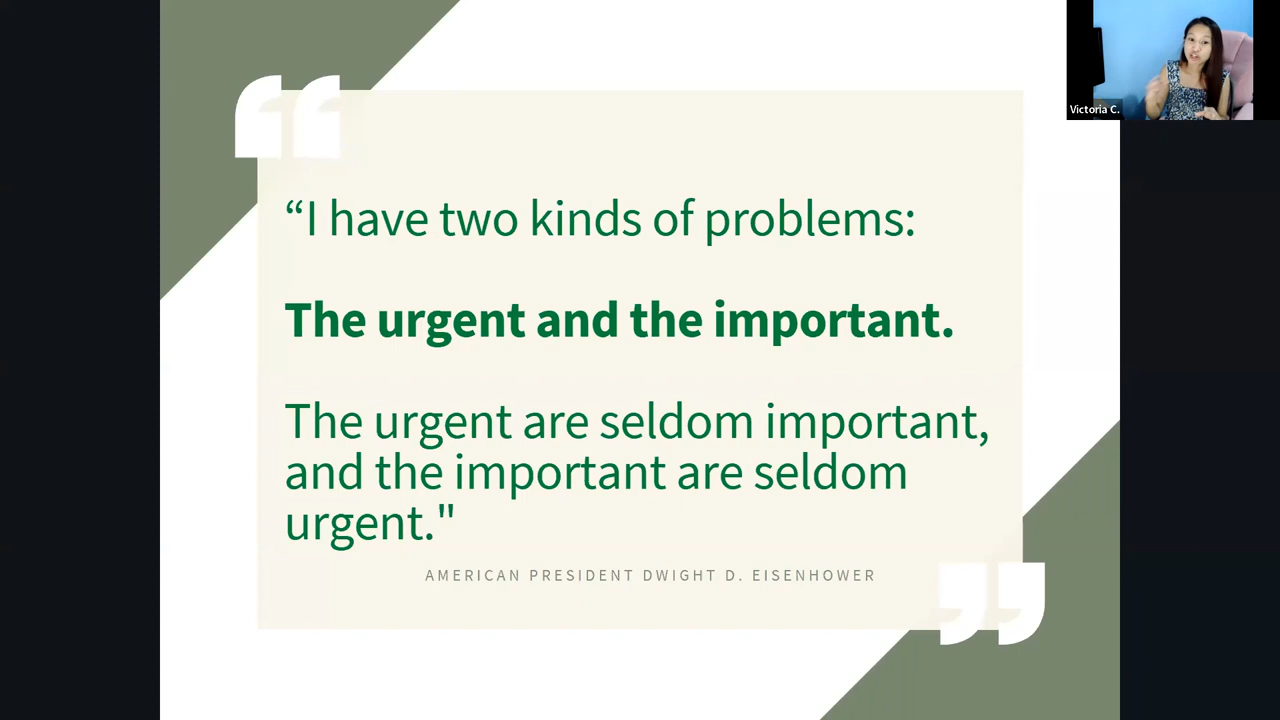 “I have two kinds of problems:
The urgent and the important.
The urgent are seldom important,
and the important are seldom
urgent."
AMERICAN PRESIDENT DWIGHT D. EISENHOWER
Victoria C.